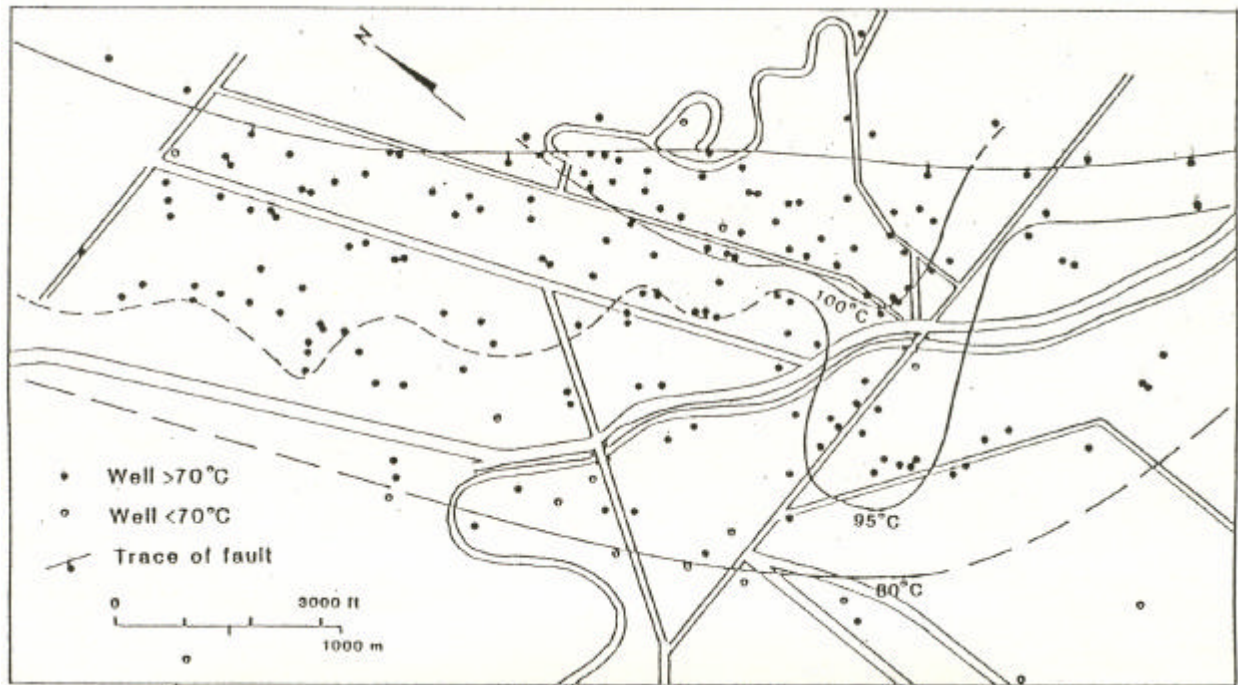 N
100°C
Well >70°C
Well <70°C
Trace of fault
95°C
80°C
0 3000 ft
1000 m